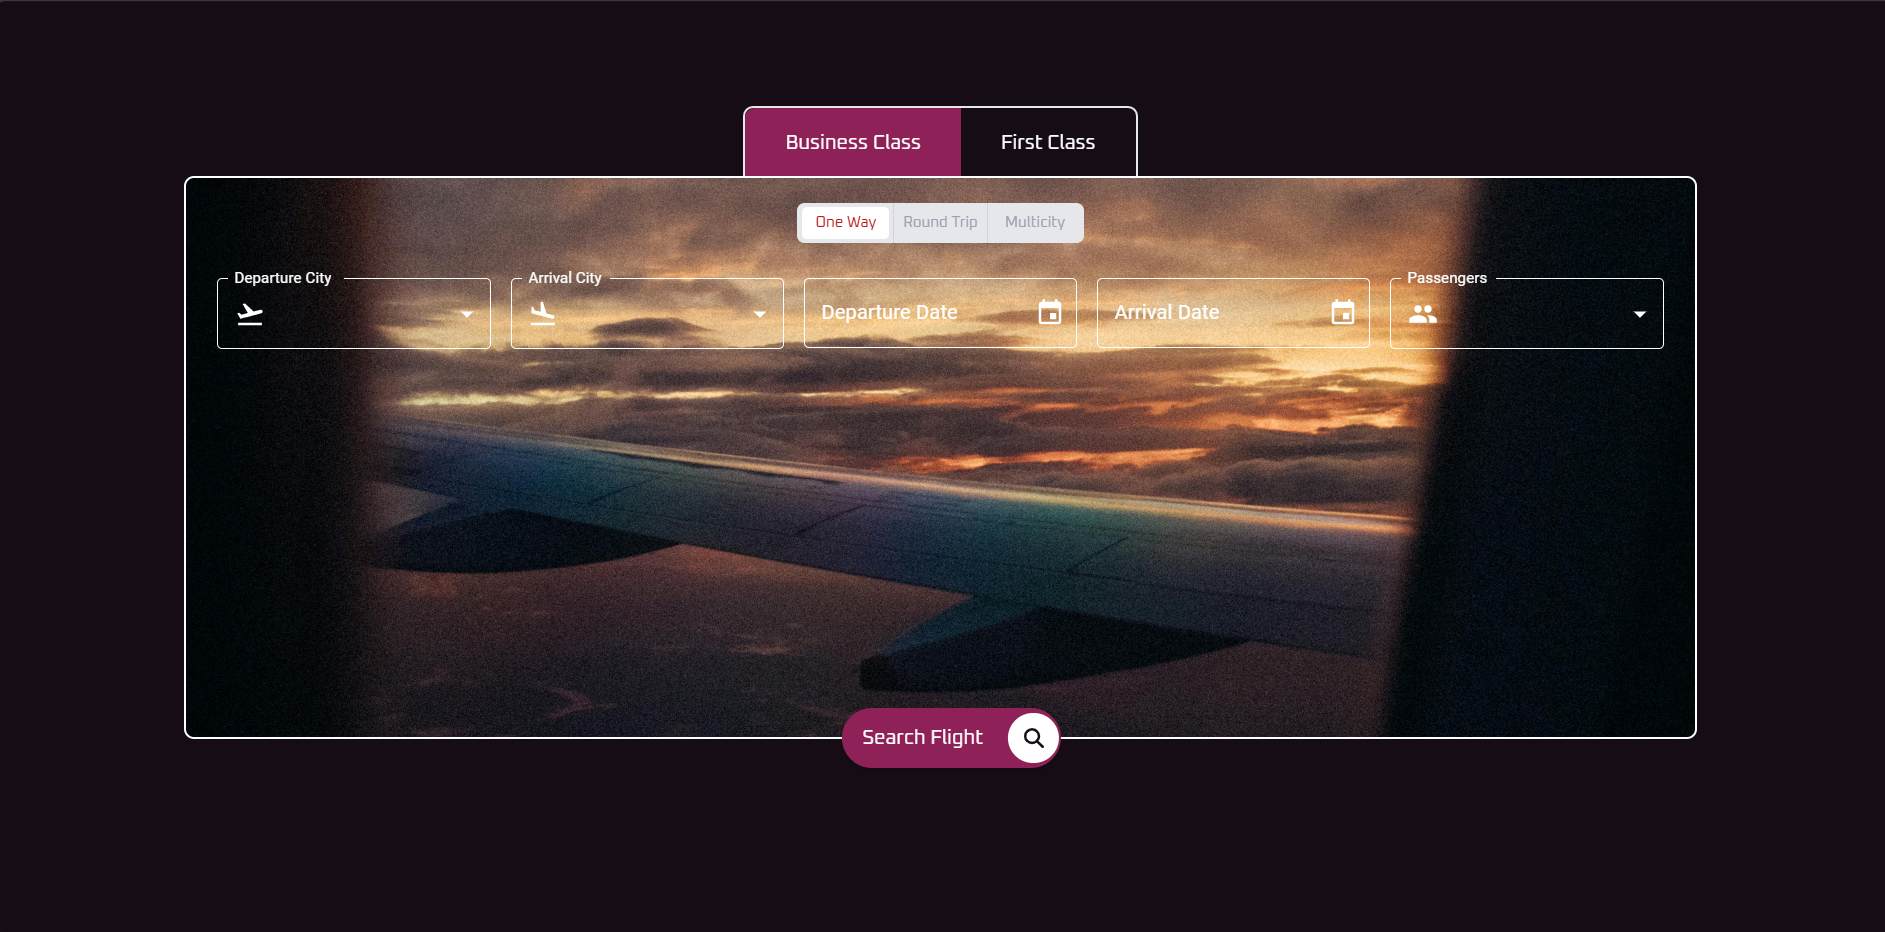 Business Class
First Class
One Way
Round Trip
Multicity
Departure City
Arrival City
Departure Date
Arrival Date
Passengers
Search Flight